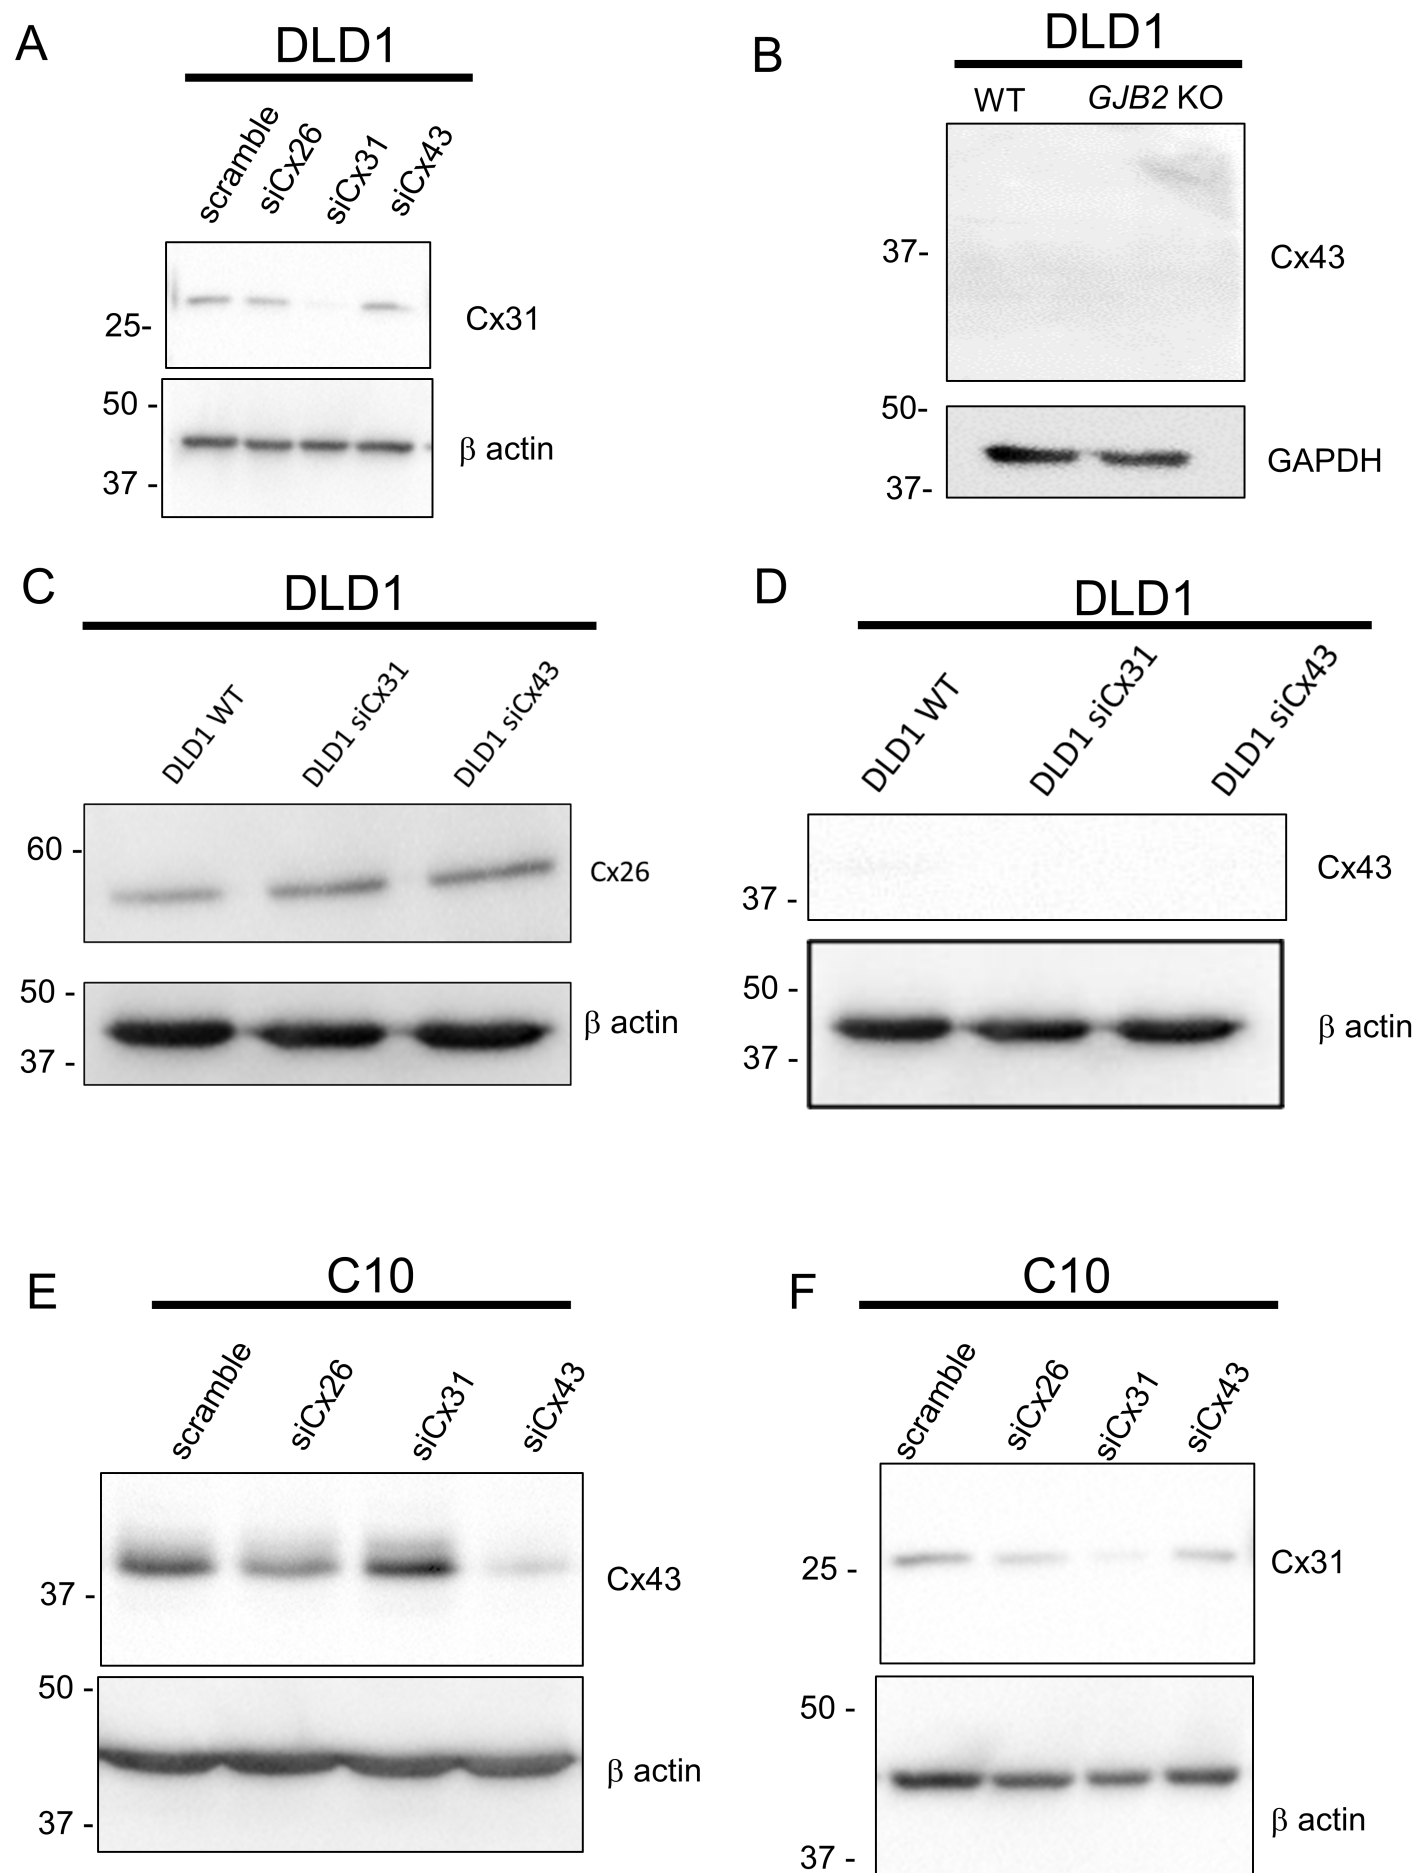 A
DLD1
scramble
siCx26
siCx31
siCx43
25-
Cx31
50 -
37 -
β actin
B
DLD1
WT
GJB2 KO
37-
Cx43
50-
37-
GAPDH
C
DLD1
DLD1 WT
DLD1 siCx31
DLD1 siCx43
60 -
Cx26
50 -
37 -
β actin
D
DLD1
DLD1 WT
DLD1 siCx31
DLD1 siCx43
37 -
Cx43
50 -
37 -
β actin
E
C10
scramble
siCx26
siCx31
siCx43
37 -
Cx43
50 -
37 -
β actin
F
C10
scramble
siCx26
siCx31
siCx43
25 -
Cx31
50 -
37 -
β actin